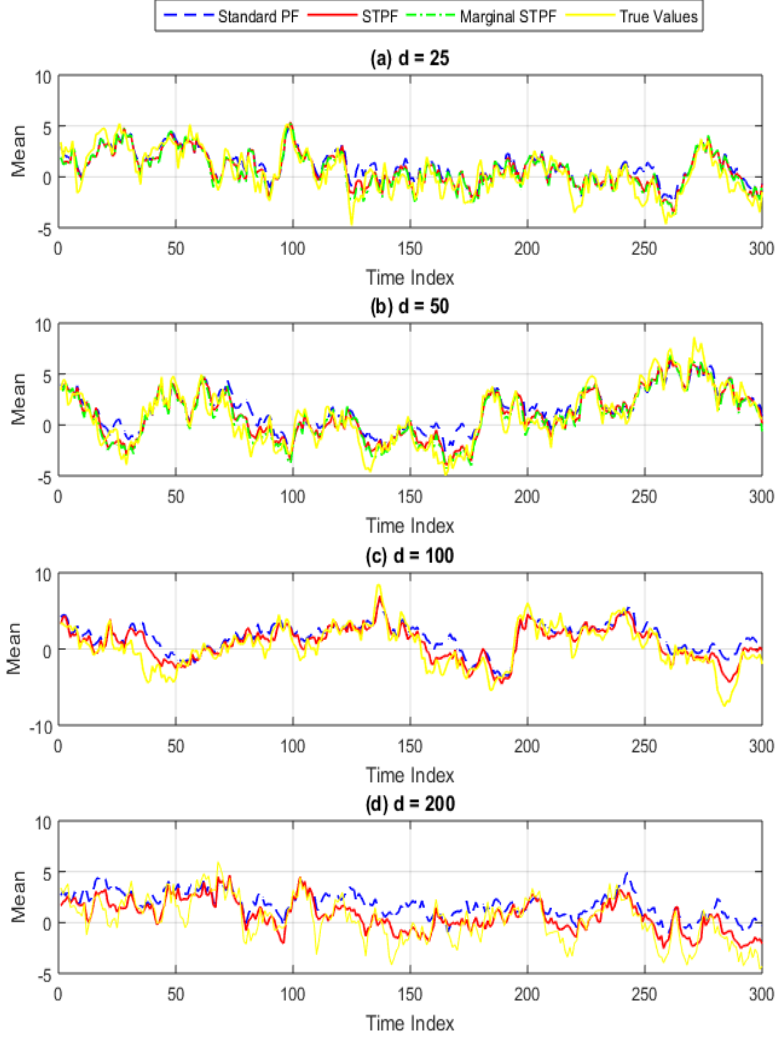 Standard PF STPF Marginal STPF True Values
(a) d = 25
10
5
0
-5
Mean
0 50 100 150 200 250 300
Time Index
(b) d = 50
10
5
0
-5
Mean
0 50 100 150 200 250 300
Time Index
(c) d = 100
10
0
-10
Mean
0 50 100 150 200 250 300
Time Index
(d) d = 200
10
5
0
-5
Mean
0 50 100 150 200 250 300
Time Index